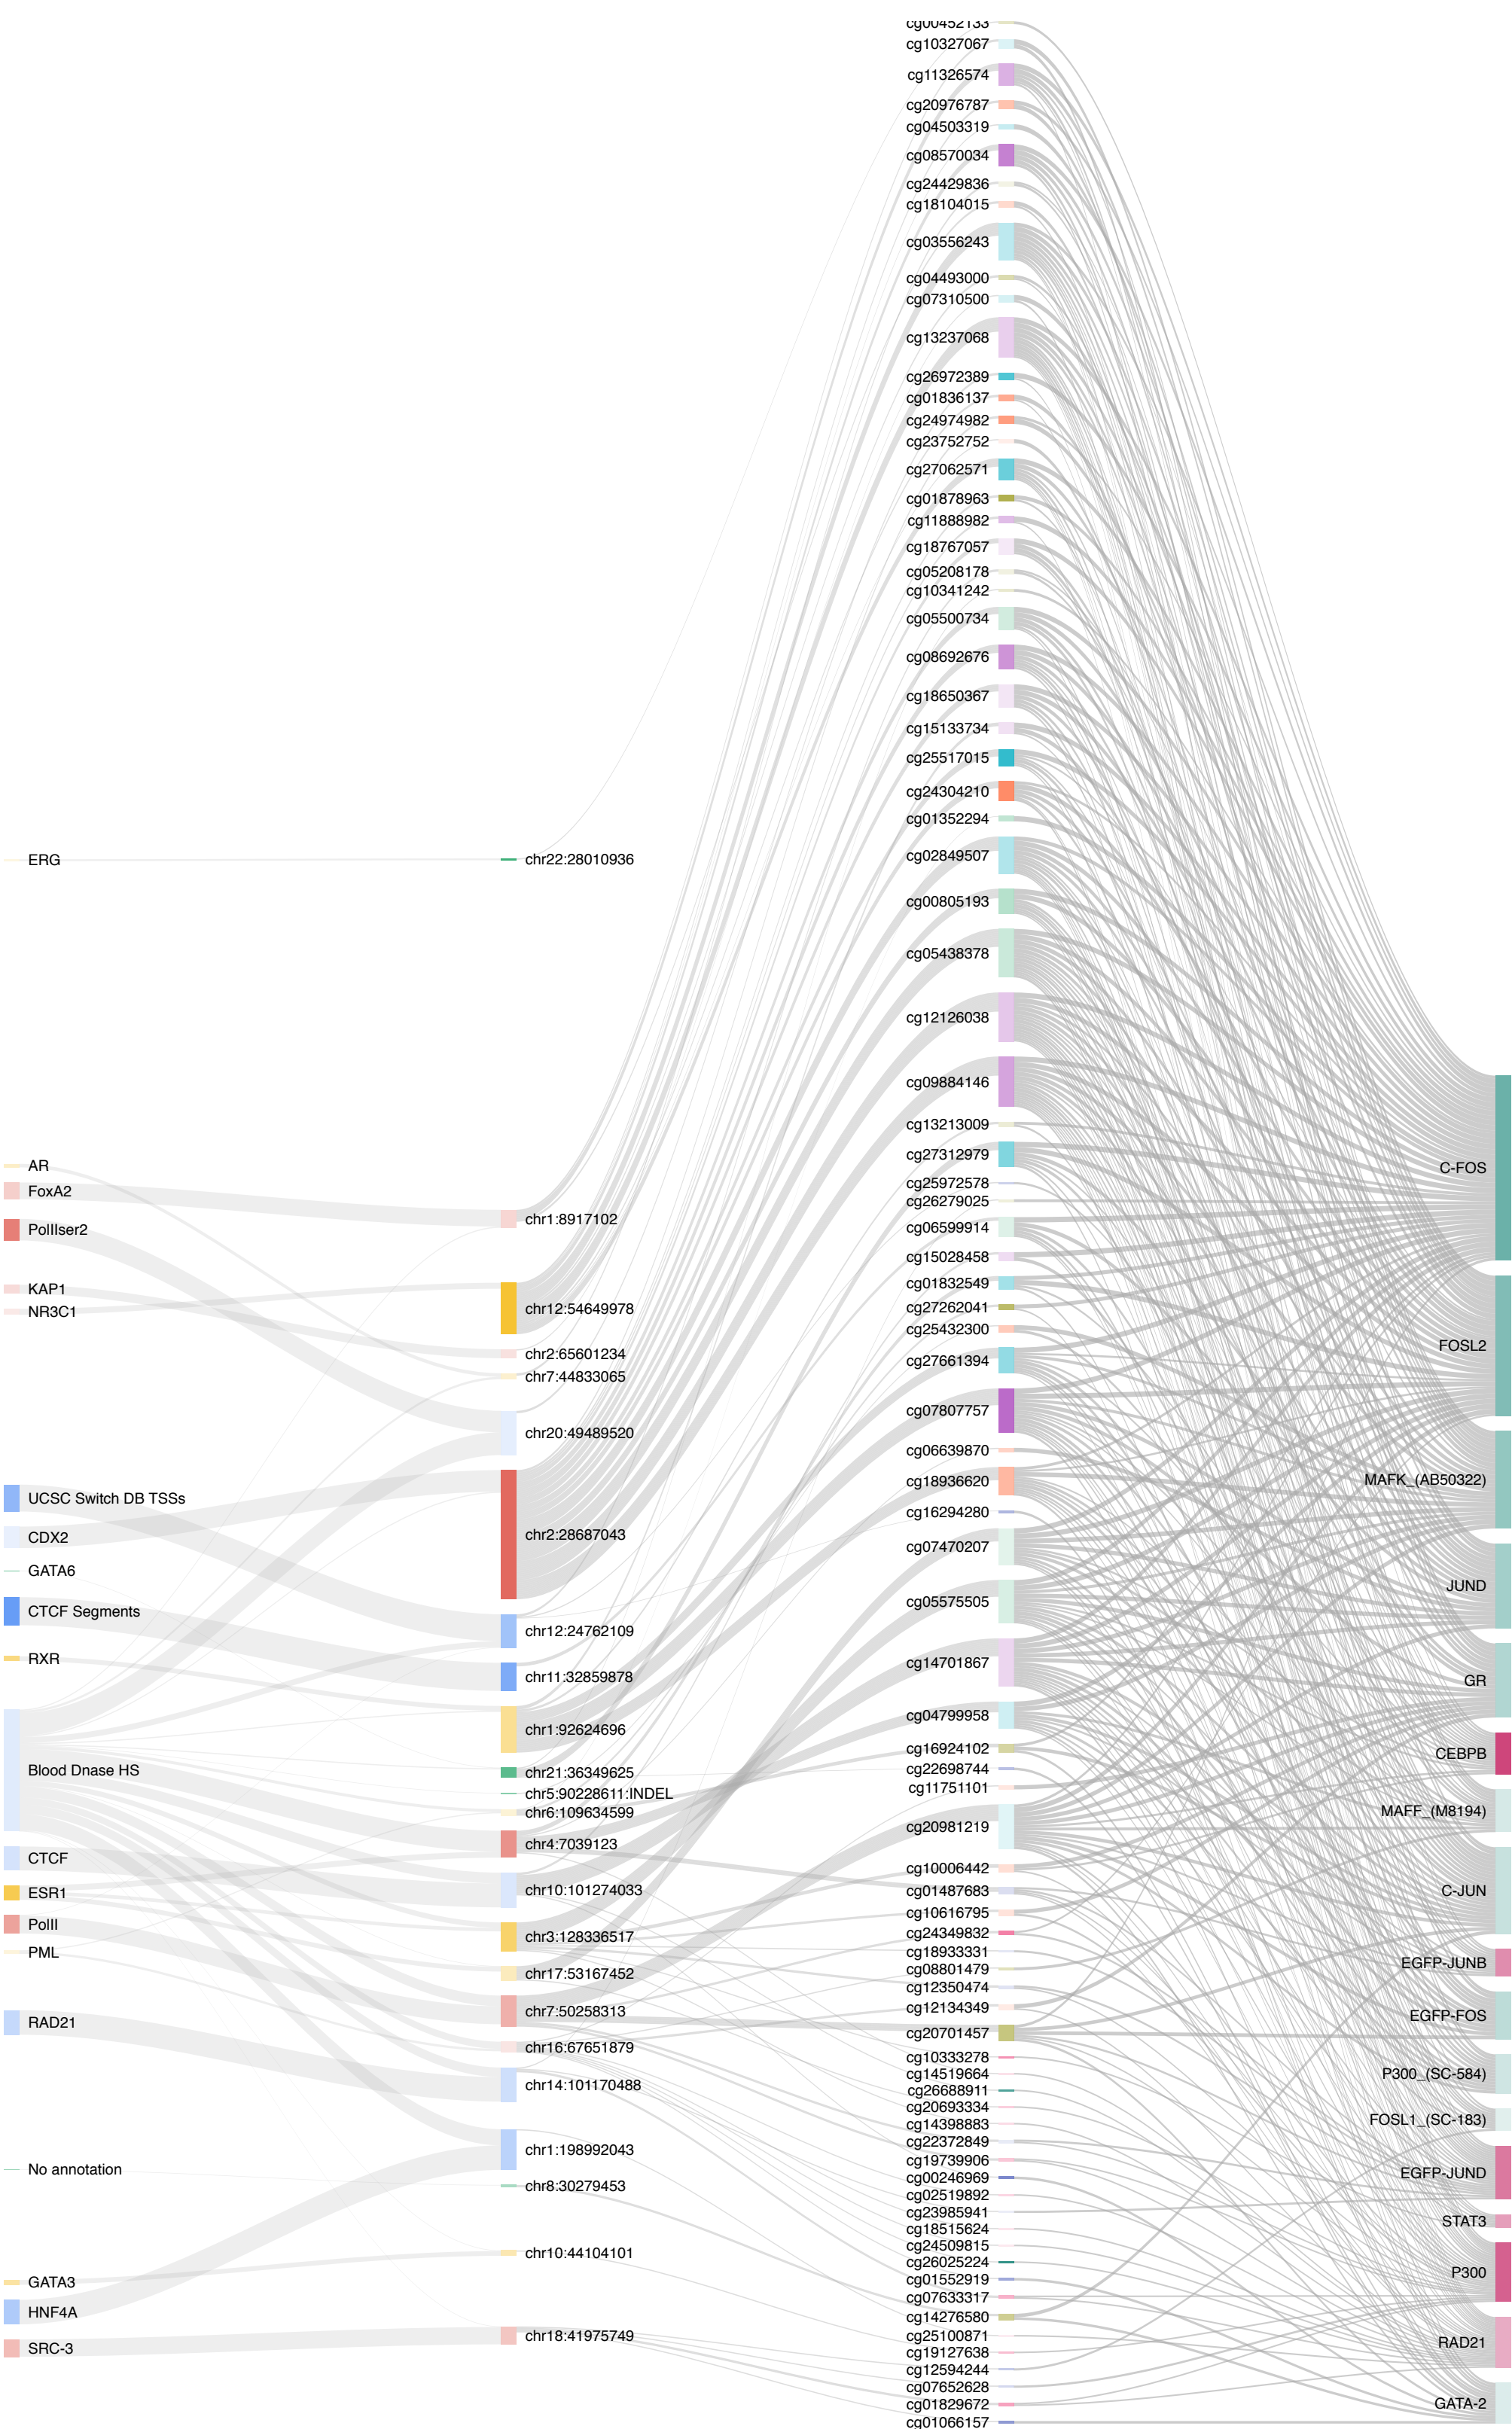 ERG
AR
FoxA2
PolIIser2
KAP1
NR3C1
UCSC Switch DB TSSs
CDX2
GATA6
CTCF Segments
RXR
Blood Dnase HS
CTCF
ESR1
PolII
PML
RAD21
No annotation
GATA3
HNF4A
SRC-3
chr22:28010936
chr1:8917102
chr12:54649978
chr2:65601234
chr7:44833065
chr20:49489520
chr2:28687043
chr12:24762109
chr11:32859878
chr1:92624696
chr21:36349625
chr5:90228611:INDEL
chr6:109634599
chr4:7039123
chr10:101274033
chr3:128336517
chr17:53167452
chr7:50258313
chr16:67651879
chr14:101170488
chr1:198992043
chr8:30279453
chr10:44104101
chr18:41975749
cg00452133
cg10327067
cg11326574
cg20976787
cg04503319
cg08570034
cg24429836
cg18104015
cg03556243
cg04493000
cg07310500
cg13237068
cg26972389
cg01836137
cg24974982
cg23752752
cg27062571
cg01878963
cg11888982
cg18767057
cg05208178
cg10341242
cg05500734
cg08692676
cg18650367
cg15133734
cg25517015
cg24304210
cg01352294
cg02849507
cg00805193
cg05438378
cg12126038
cg09884146
cg13213009
cg27312979
cg25972578
cg26279025
cg06599914
cg15028458
cg01832549
cg27262041
cg25432300
cg27661394
cg07807757
cg06639870
cg18936620
cg16294280
cg07470207
cg05575505
cg14701867
cg04799958
cg16924102
cg22698744
cg11751101
cg20981219
cg10006442
cg01487683
cg10616795
cg24349832
cg18933331
cg08801479
cg12350474
cg12134349
cg20701457
cg10333278
cg14519664
cg26688911
cg20693334
cg14398883
cg22372849
cg19739906
cg00246969
cg02519892
cg23985941
cg18515624
cg24509815
cg26025224
cg01552919
cg07633317
cg14276580
cg25100871
cg19127638
cg12594244
cg07652628
cg01829672
cg01066157
C-FOS
FOSL2
MAFK_(AB50322)
JUND
GR
CEBPB
MAFF_(M8194)
C-JUN
EGFP-JUNB
EGFP-FOS
P300_(SC-584)
FOSL1_(SC-183)
EGFP-JUND
STAT3
P300
RAD21
GATA-2